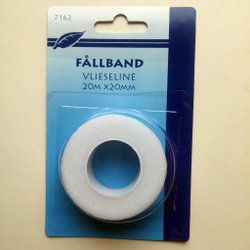 7162
FÅLLBAND
VLIESELINE
20M X20MM